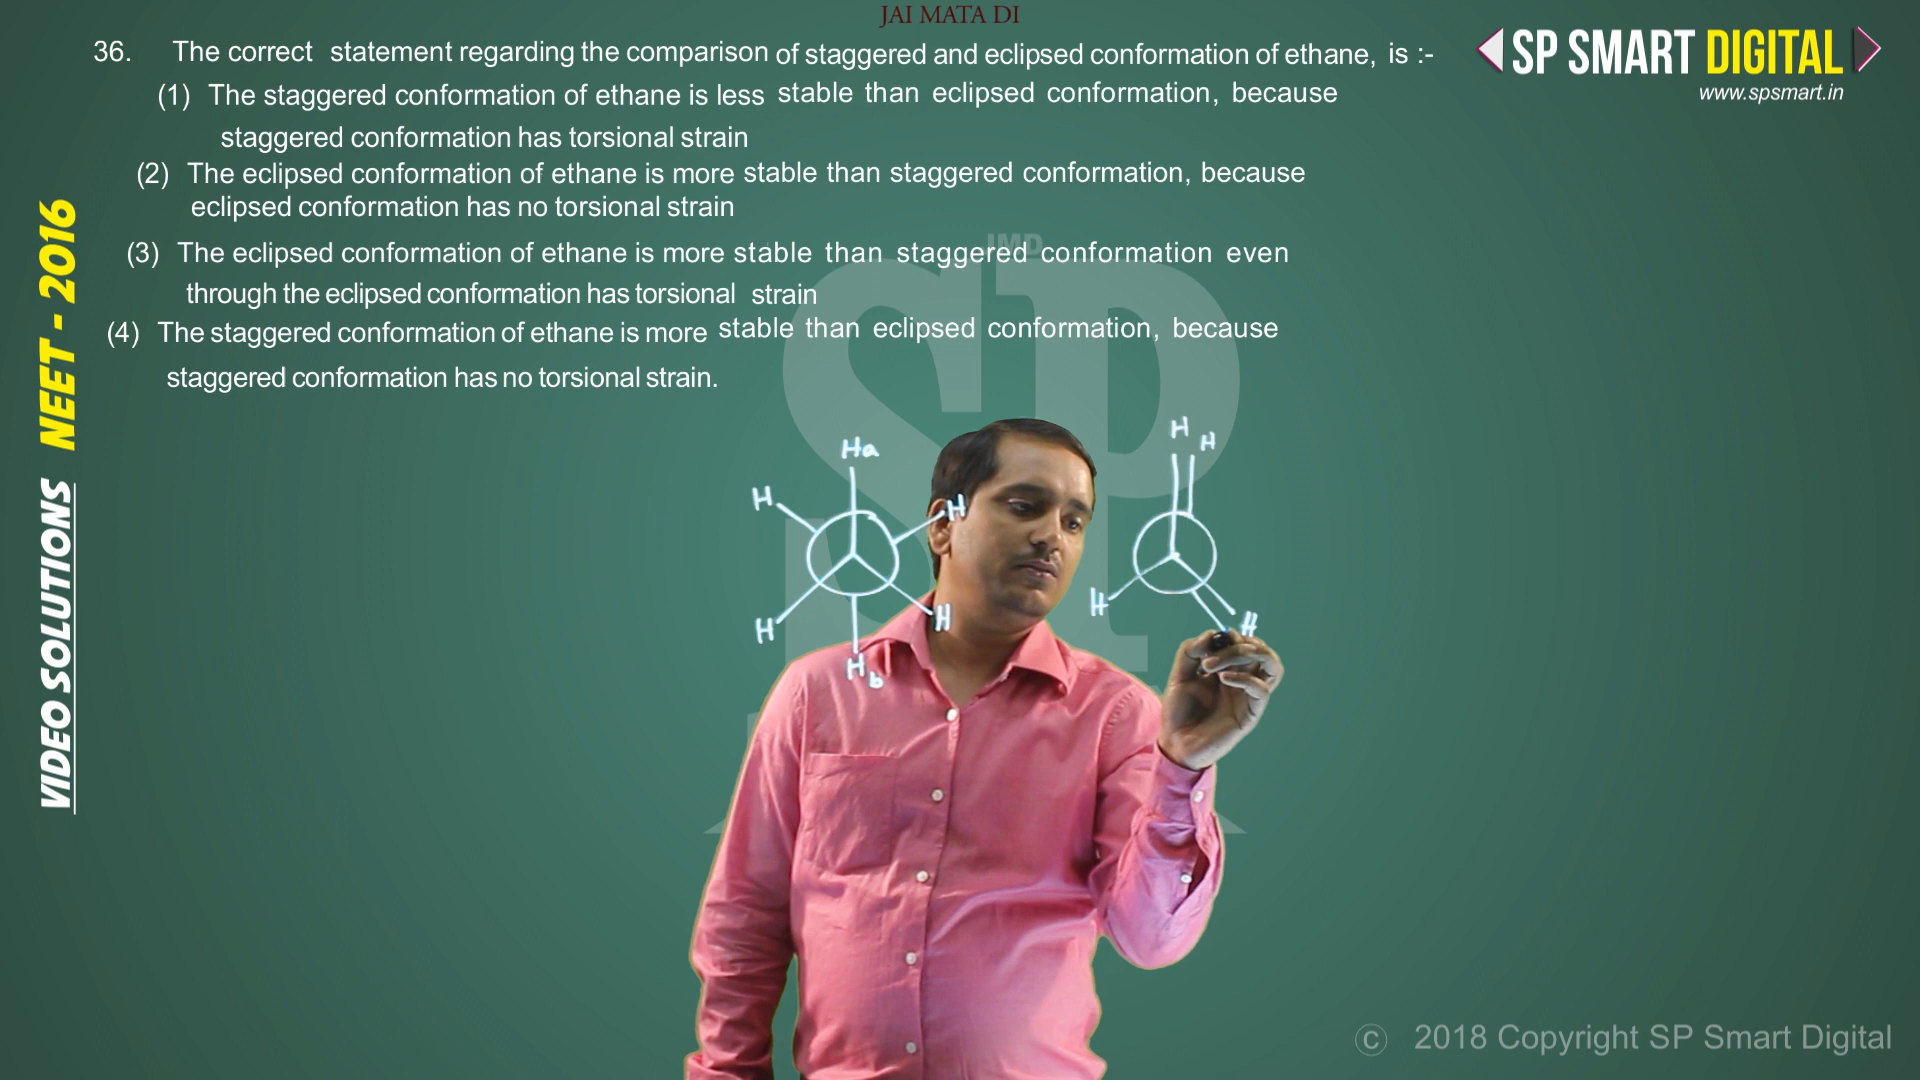 JAI MATA DI
36. The correct statement regarding the comparison of staggered and eclipsed conformation of ethane, is :-
(1) The staggered conformation of ethane is less stable than eclipsed conformation, because
staggered conformation has torsional strain
(2) The eclipsed conformation of ethane is more stable than staggered conformation, because
eclipsed conformation has no torsional strain
(3) The eclipsed conformation of ethane is more stable than staggered conformation even
through the eclipsed conformation has torsional strain
(4) The staggered conformation of ethane is more stable than eclipsed conformation, because
staggered conformation has no torsional strain.
SP SMART DIGITAL
www.spsmart.in
VIDEO SOLUTIONS NEET - 2016
JMD
SP
Ha
H
H
H
H
Hb
H
H
H
H
© 2018 Copyright SP Smart Digital